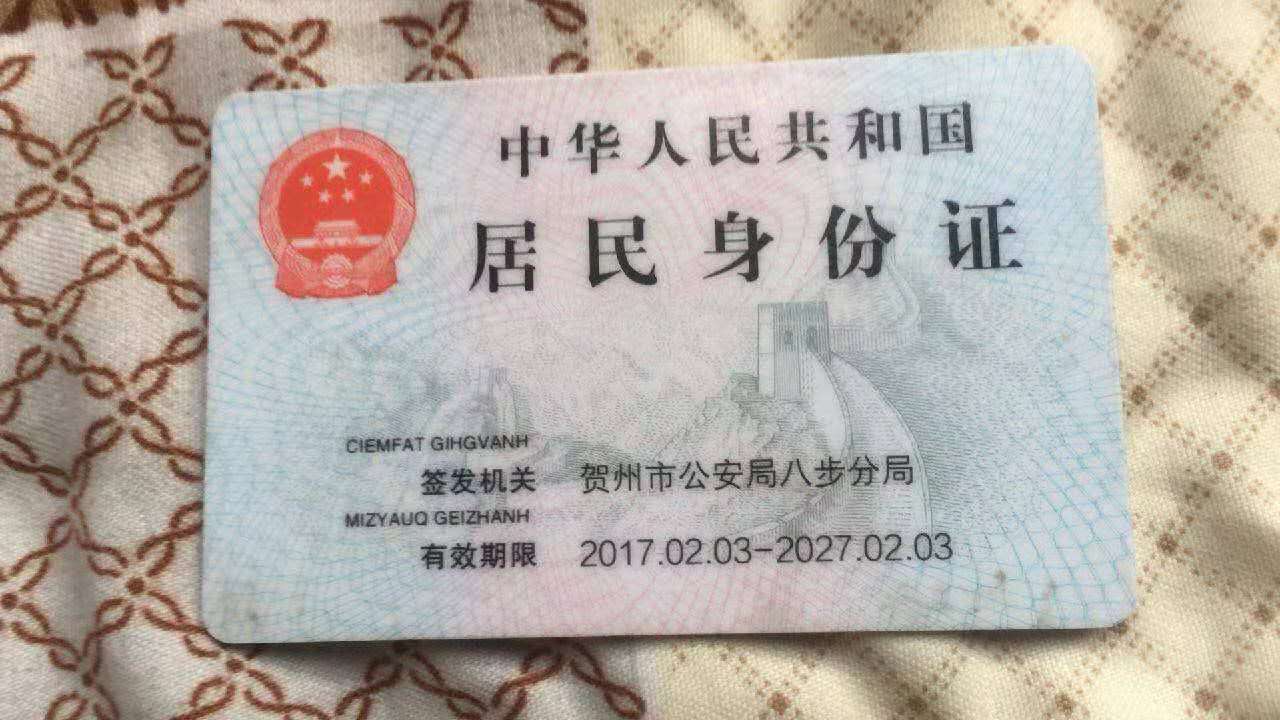 中华人民共和国
居民身份证
CIEMFAT GIHGVANH
签发机关 贺州市公安局八步分局
MIZYAUQ GEIZHANH
有效期限 2017.02.03-2027.02.03